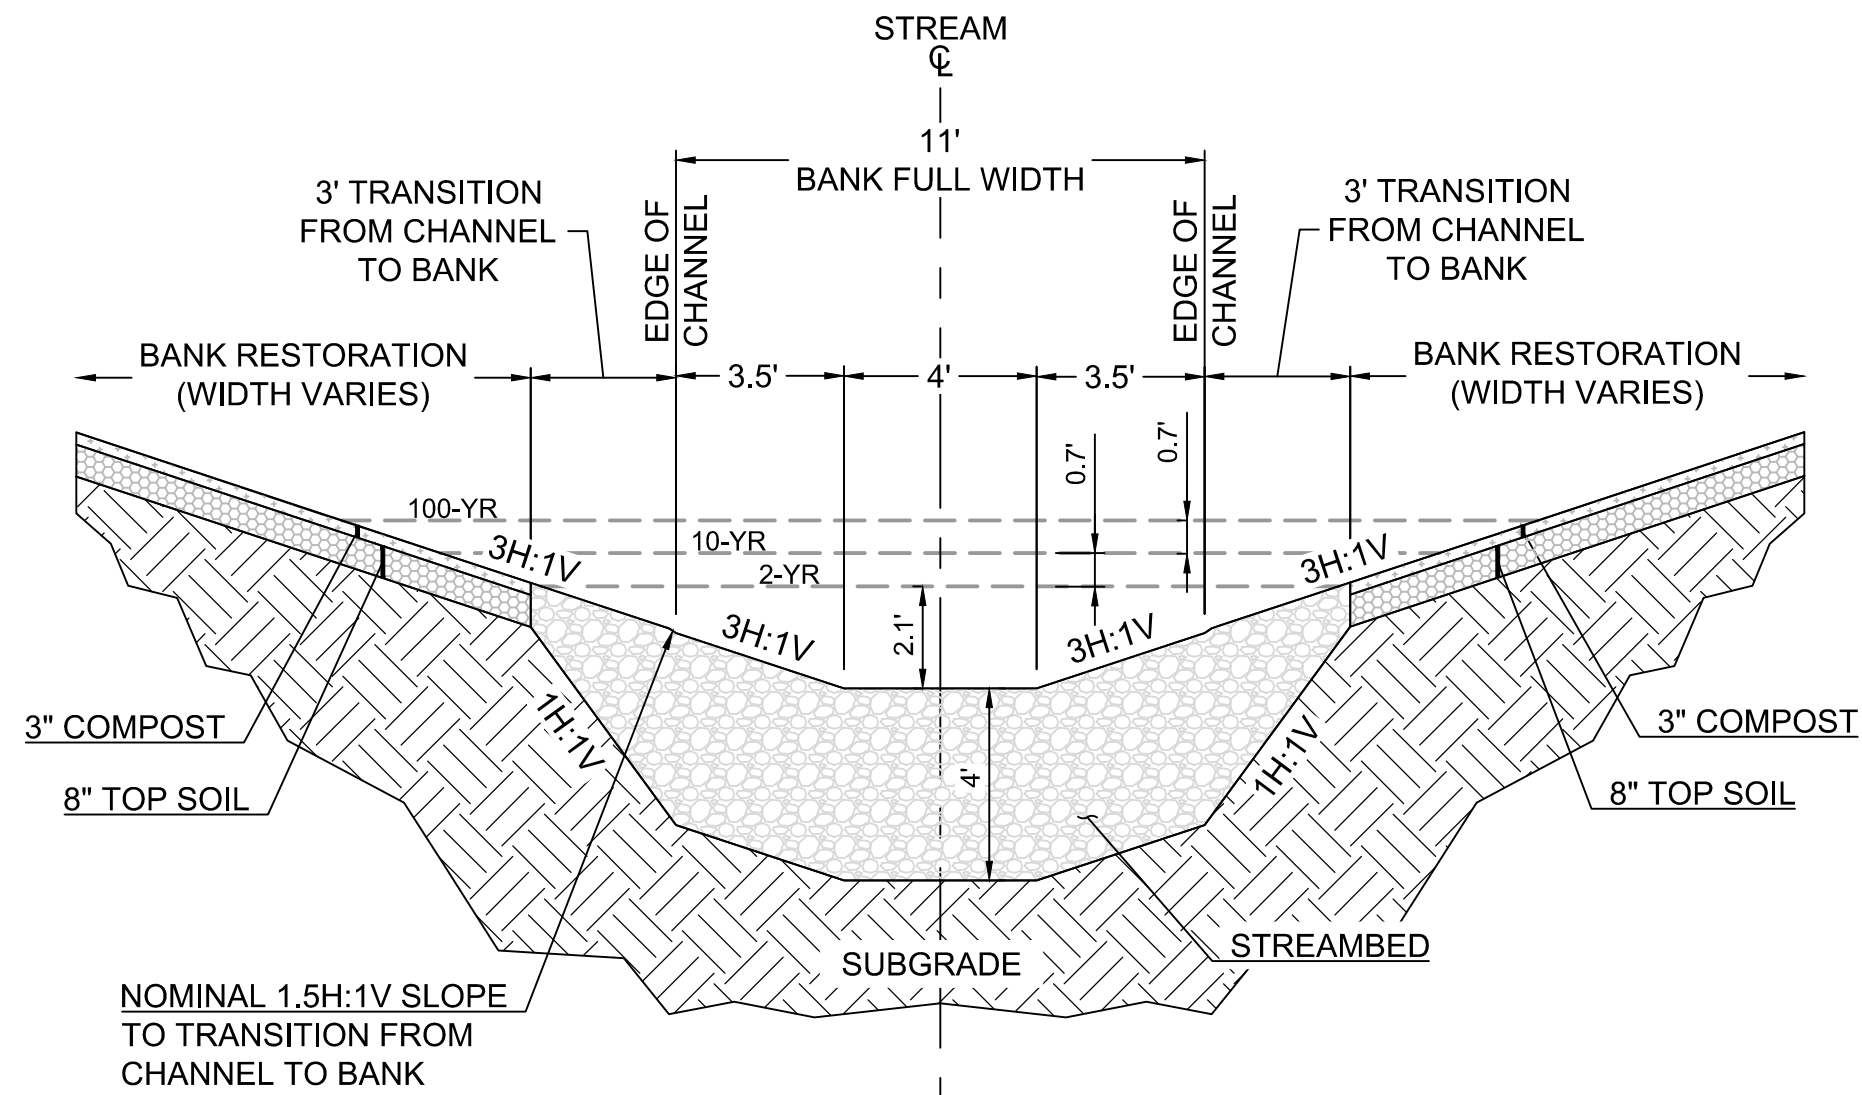 STREAM
℄
11'
BANK FULL WIDTH
3' TRANSITION
FROM CHANNEL
TO BANK
EDGE OF
CHANNEL
EDGE OF
CHANNEL
3' TRANSITION
FROM CHANNEL
TO BANK
BANK RESTORATION
(WIDTH VARIES)
3.5'
4'
3.5'
BANK RESTORATION
(WIDTH VARIES)
0.7'
0.7'
100-YR
10-YR
2-YR
3H:1V
3H:1V
3H:1V
3H:1V
2.1'
3" COMPOST
8" TOP SOIL
1H:1V
4'
1H:1V
3" COMPOST
8" TOP SOIL
STREAMBED
SUBGRADE
NOMINAL 1.5H:1V SLOPE
TO TRANSITION FROM
CHANNEL TO BANK